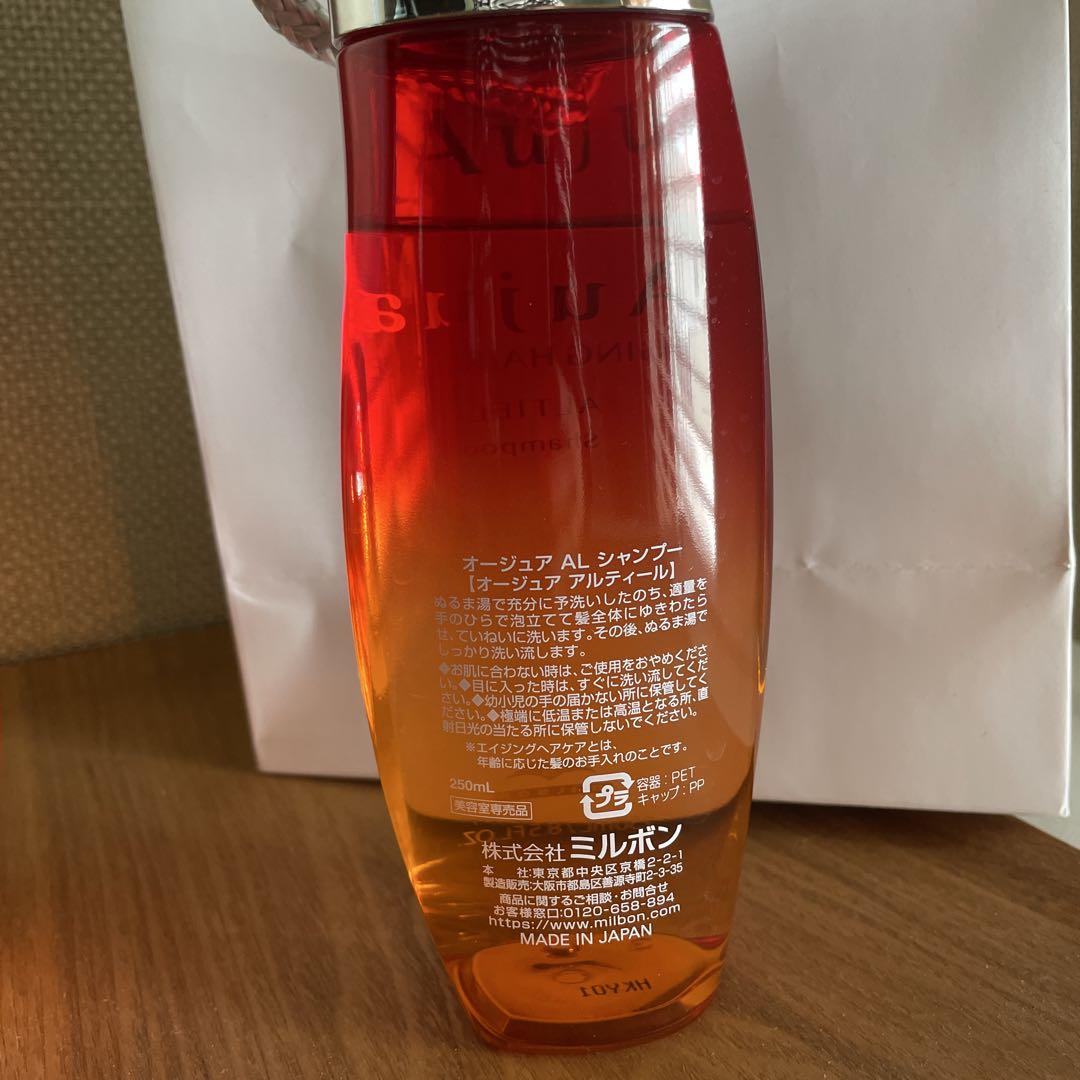 Aujua
AGING HA
ALTIEL
Shampoo
オージュア AL シャンプー
【オージュア アルティール】
ぬるま湯で充分に予洗いしたのち、適量を
手のひらで泡立てて髪全体にゆきわたら
せ、ていねいに洗います。その後、ぬるま湯で
しっかり洗い流します。
◆お肌に合わない時は、ご使用をおやめくださ
い。◆目に入った時は、すぐに洗い流してくだ
さい。◆幼小児の手の届かない所に保管してく
ださい。◆極端に低温または高温となる所、直
射日光の当たる所に保管しないでください。
※エイジングヘアケアとは、
年齢に応じた髪のお手入れのことです。
250mL
美容室専売品
プラ
容器:PET
キャップ:PP
株式会社 ミルボン
本 社:東京都中央区京橋2-2-1
製造販売:大阪市都島区善源寺町2-3-35
商品に関するご相談・お問合せ
お客様窓口:0120-658-894
https://www.milbon.com
MADE IN JAPAN
HKY01